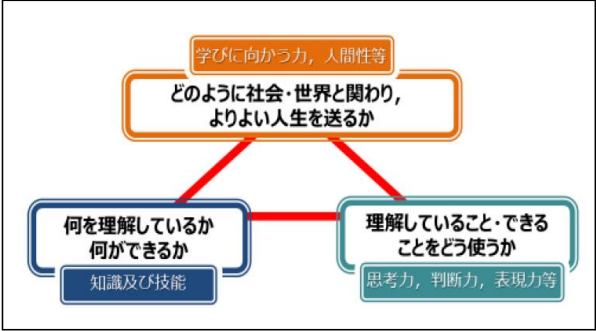 学びに向かう力，人間性等
どのように社会・世界と関わり，
よりよい人生を送るか
何を理解しているか
何ができるか
知識及び技能
理解していること・できる
ことをどう使うか
思考力，判断力，表現力等